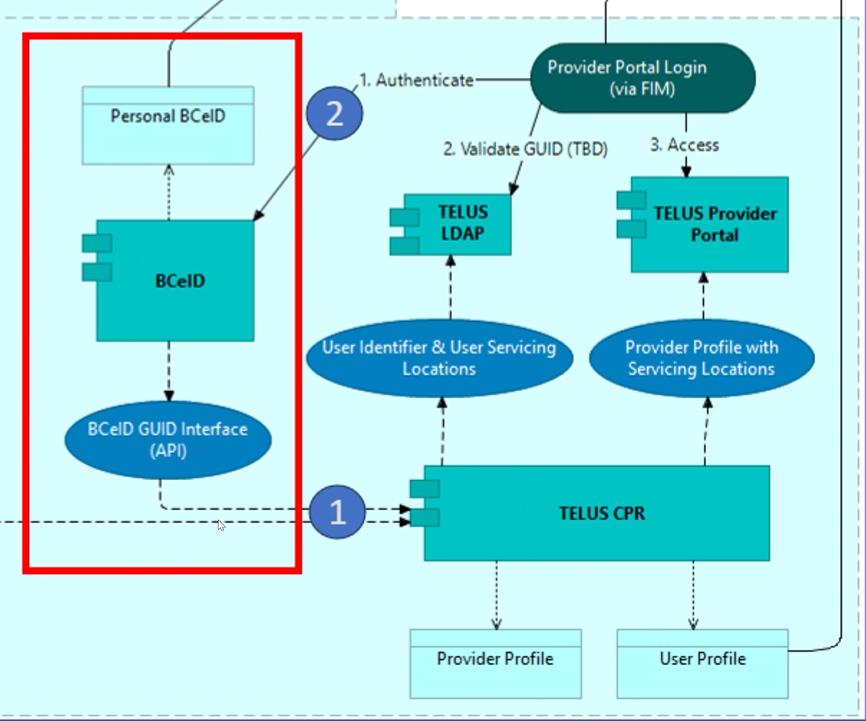 Provider Portal Login
(via FIM)
1. Authenticate
2
Personal BCeID
2. Validate GUID (TBD)
3. Access
TELUS
LDAP
TELUS Provider
Portal
BCeID
User Identifier & User Servicing
Locations
Provider Profile with
Servicing Locations
BCeID GUID Interface
(API)
1
TELUS CPR
Provider Profile
User Profile